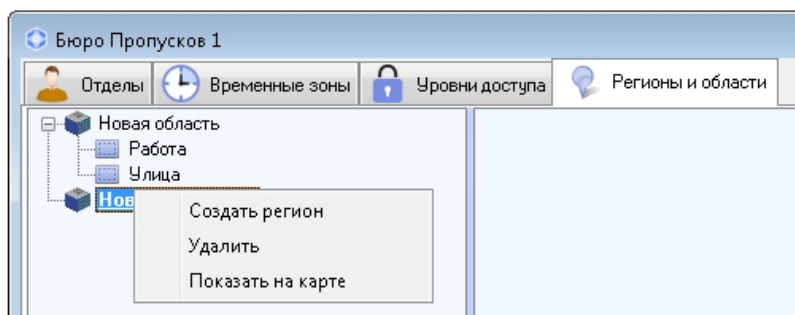 Бюро Пропусков 1
Отделы Временные зоны Уровни доступа Регионы и области
Новая область
Работа
Улица
Нов
Создать регион
Удалить
Показать на карте